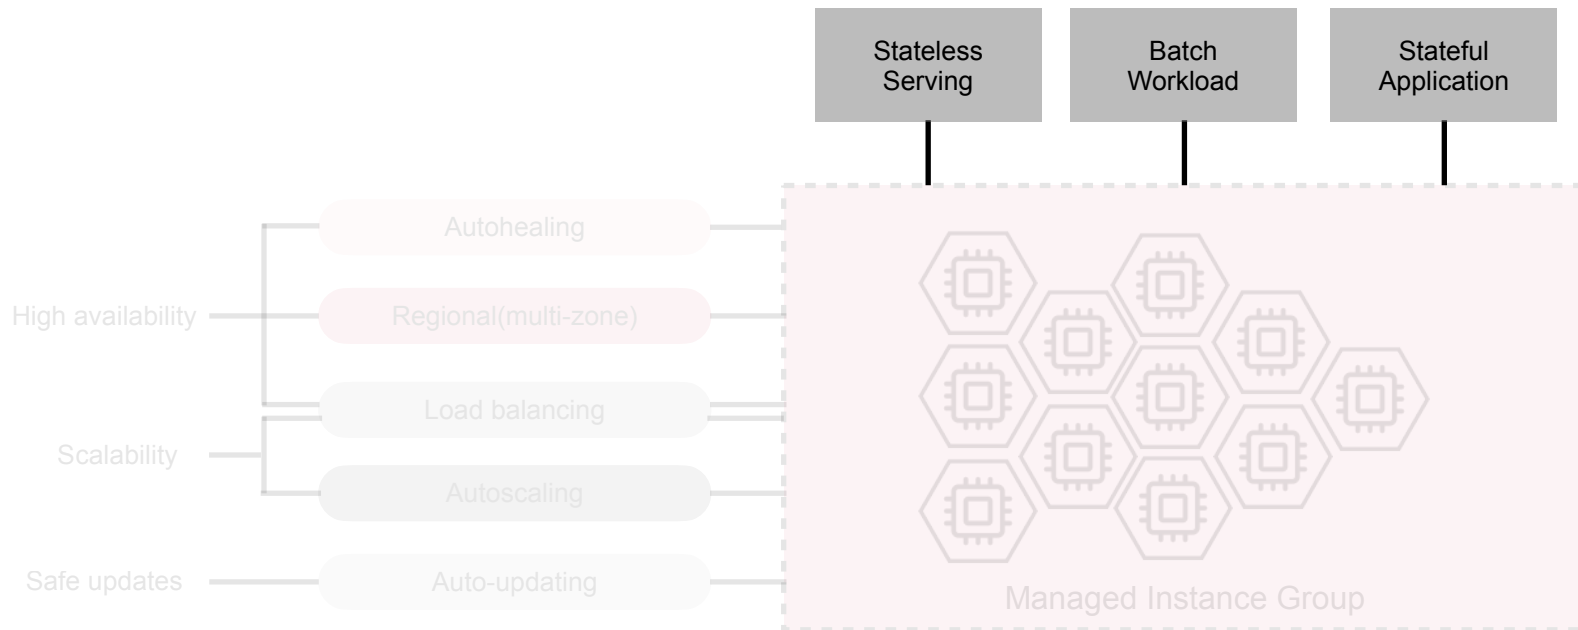 Stateless
Serving
Batch
Workload
Stateful
Application
Autohealing
High availability
Regional(multi-zone)
Load balancing
Scalability
Autoscaling
Safe updates
Auto-updating
Managed Instance Group